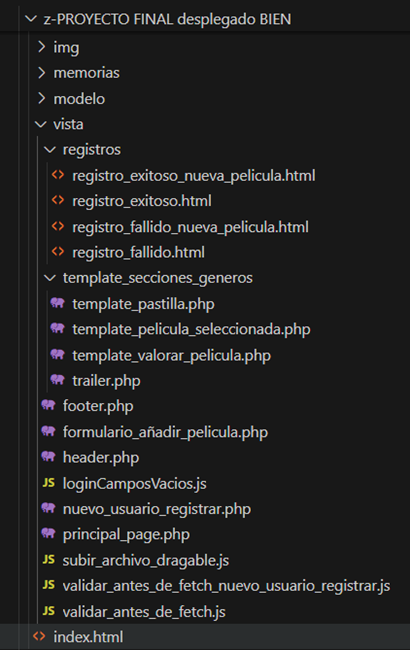 z-PROYECTO FINAL desplegado BIEN
img
memorias
modelo
vista
registros
<> registro_exitoso_nueva_pelicula.html
<> registro_exitoso.html
<> registro_fallido_nueva_pelicula.html
<> registro_fallido.html
template_secciones_generos
template_pastilla.php
template_pelicula_seleccionada.php
template_valorar_pelicula.php
trailer.php
footer.php
formulario_añadir_pelicula.php
header.php
JS loginCamposVacios.js
nuevo_usuario_registrar.php
principal_page.php
JS subir_archivo_dragable.js
JS validar_antes_de_fetch_nuevo_usuario_registrar.js
JS validar_antes_de_fetch.js
<> index.html